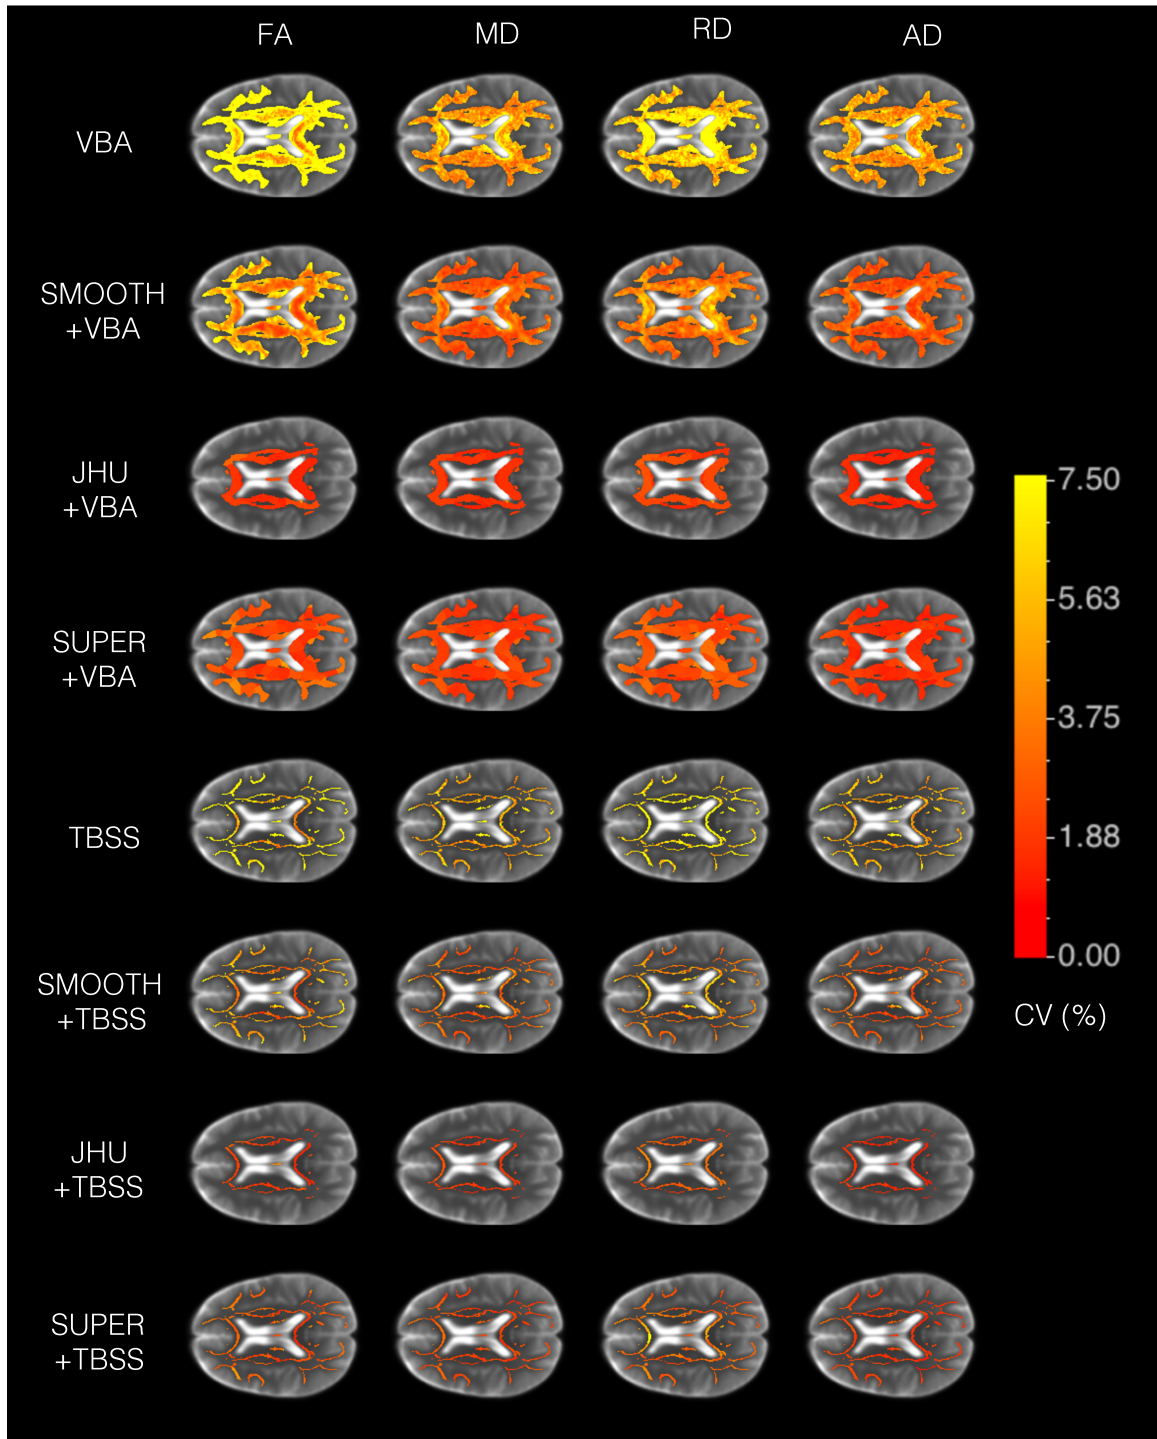 FA MD RD AD
VBA
SMOOTH
+VBA
JHU
+VBA
SUPER
+VBA
TBSS
SMOOTH
+TBSS
JHU
+TBSS
SUPER
+TBSS
7.50
5.63
3.75
1.88
0.00
CV (%)